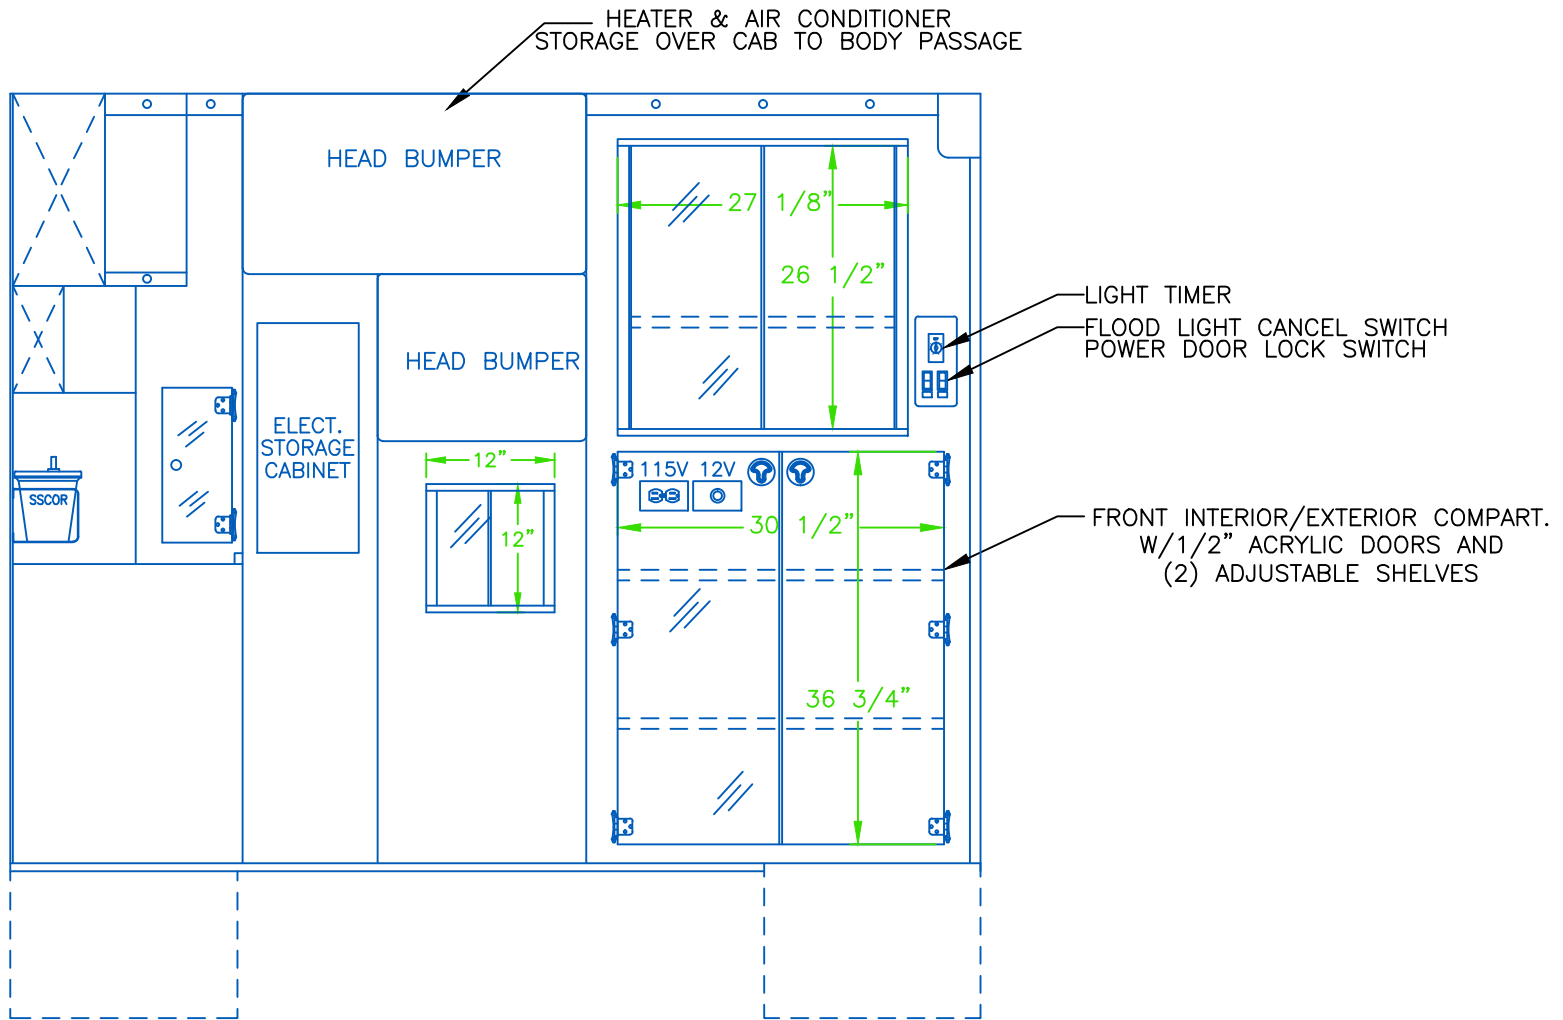 HEATER & AIR CONDITIONER
STORAGE OVER CAB TO BODY PASSAGE
HEAD BUMPER
27 1/8”
26 1/2”
LIGHT TIMER
FLOOD LIGHT CANCEL SWITCH
POWER DOOR LOCK SWITCH
HEAD BUMPER
ELECT.
STORAGE
CABINET
12”
12”
SSCOR
115V 12V
30 1/2”
FRONT INTERIOR/EXTERIOR COMPART.
W/1/2” ACRYLIC DOORS AND
(2) ADJUSTABLE SHELVES
36 3/4”